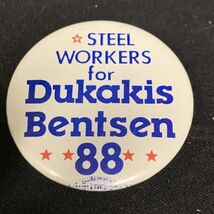 STEEL
WORKERS
for
Dukakis
Bentsen
88